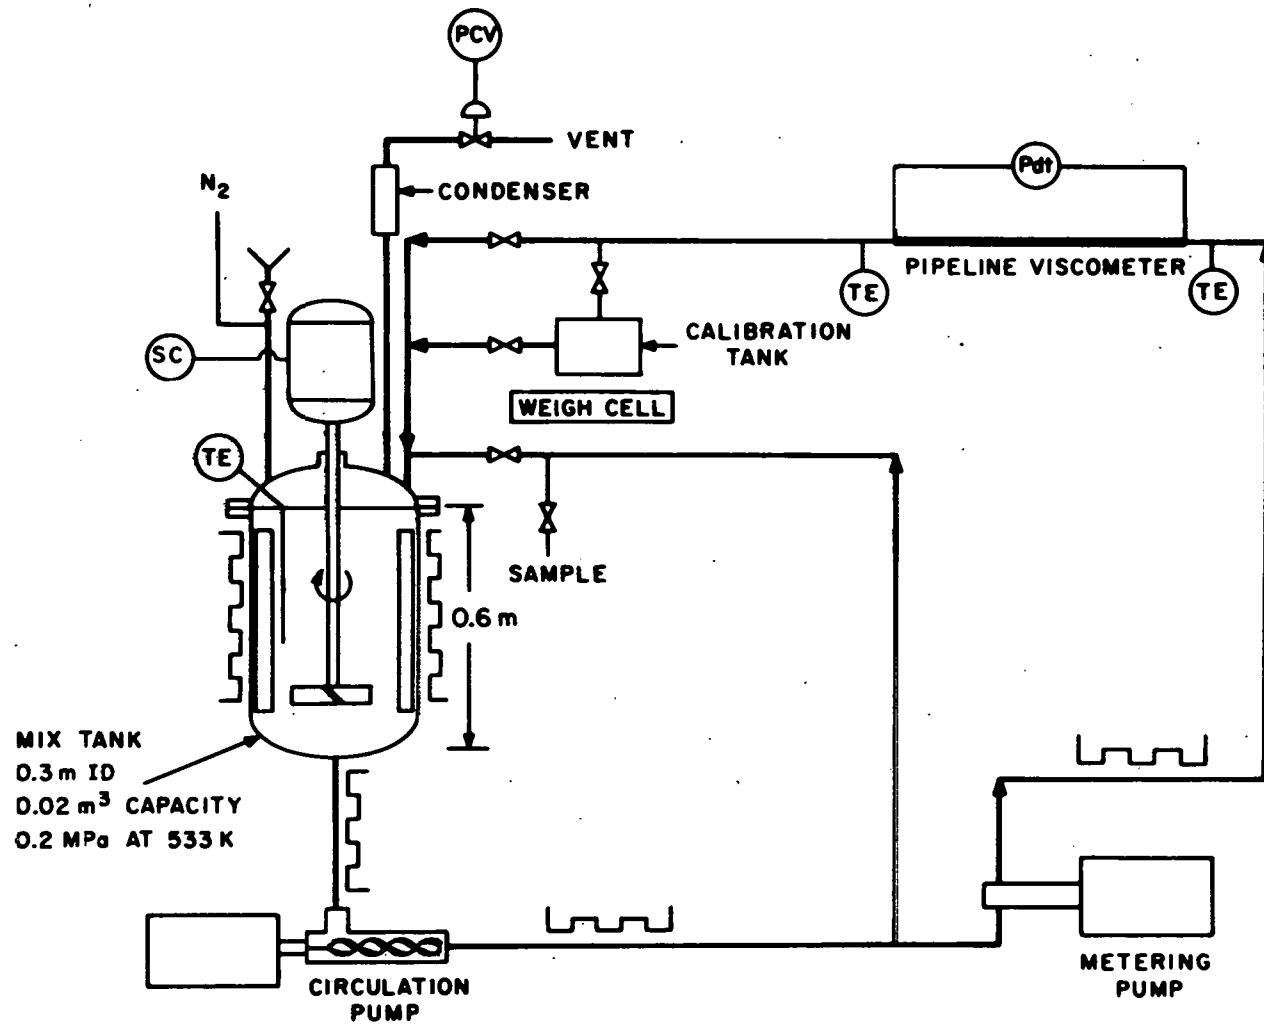 PCV
VENT
N2
CONDENSER
Pdt
PIPELINE VISCOMETER
TE
TE
SC
CALIBRATION
TANK
WEIGH CELL
TE
SAMPLE
0.6 m
MIX TANK
0.3 m ID
0.02 m³ CAPACITY
0.2 MPa AT 533 K
CIRCULATION
PUMP
METERING
PUMP